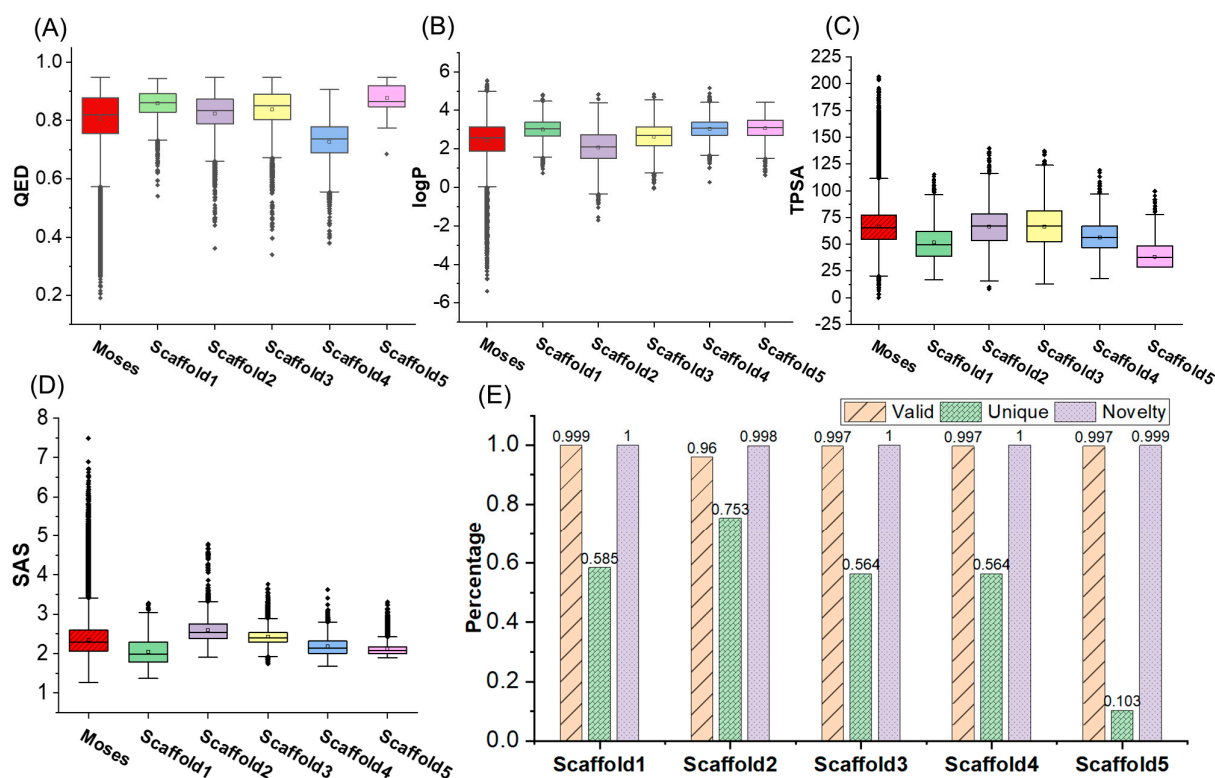 (A)
QED
1.0
0.8
0.6
0.4
0.2
Moses
Scaffold1
Scaffold2
Scaffold3
Scaffold4
Scaffold5
(B)
logP
6
4
2
0
-2
-4
-6
Moses
Scaffold1
Scaffold2
Scaffold3
Scaffold4
Scaffold5
(C)
TPSA
225
200
175
150
125
100
75
50
25
0
-25
Moses
Scaffold1
Scaffold2
Scaffold3
Scaffold4
Scaffold5
(D)
SAS
8
7
6
5
4
3
2
1
Moses
Scaffold1
Scaffold2
Scaffold3
Scaffold4
Scaffold5
(E)
Valid Unique Novelty
Percentage
1.0
0.8
0.6
0.4
0.2
0.0
0.999
0.585
1
0.96
0.753
0.998
0.997
0.564
1
0.997
0.564
1
0.997
0.103
0.999
Scaffold1
Scaffold2
Scaffold3
Scaffold4
Scaffold5